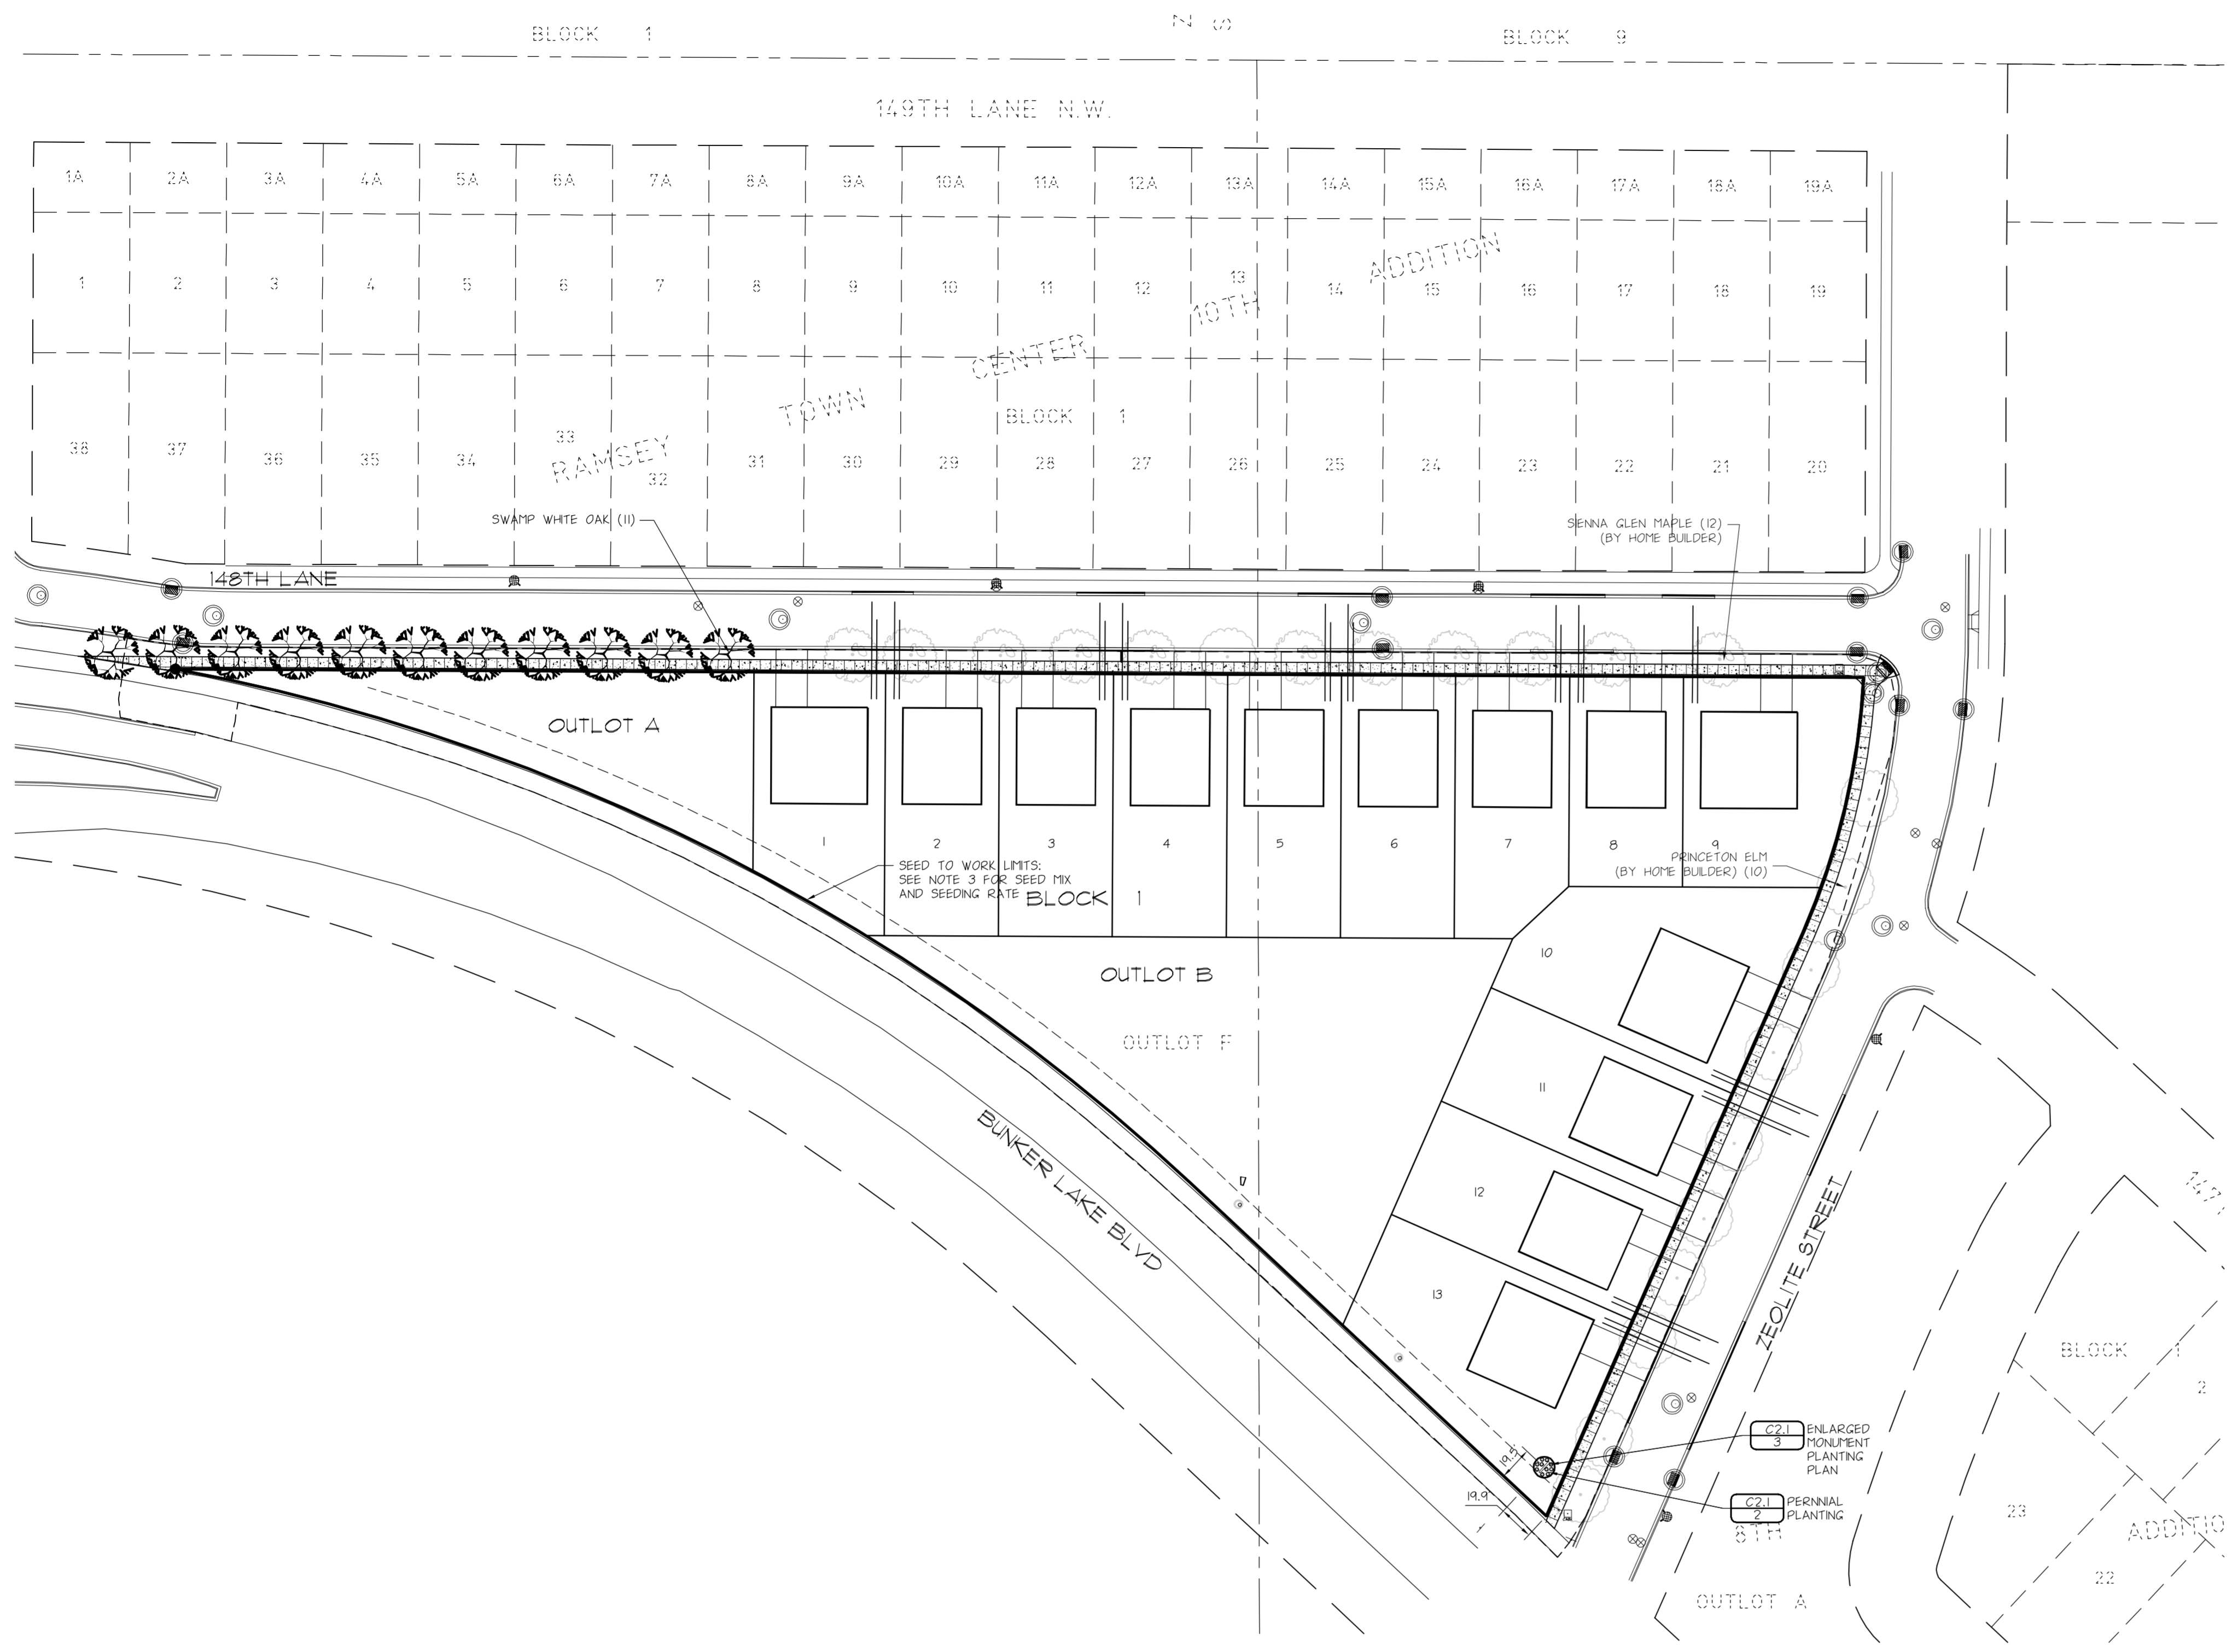 BLOCK 1
N S
BLOCK 9
149TH LANE N.W.
1A 2A 3A 4A 5A 6A 7A 8A 9A 10A 11A 12A 13A 14A 15A 16A 17A 18A 19A
1 2 3 4 5 6 7 8 9 10 11 12 13 14 15 16 17 18 19
RAMSEY TOWN CENTER 10TH ADDITION
BLOCK 1
38 37 36 35 34 33 32 31 30 29 28 27 26 25 24 23 22 21 20
SWAMP WHITE OAK (11)
SIENNA GLEN MAPLE (12)
(BY HOME BUILDER)
148TH LANE
OUTLOT A
1 2 3 4 5 6 7 8 9
PRINCETON ELM
(BY HOME BUILDER) (10)
SEED TO WORK LIMITS:
SEE NOTE 3 FOR SEED MIX
AND SEEDING RATE
BLOCK 1
10
OUTLOT B
OUTLOT F
11
BUNKER LAKE BLVD
12
13
ZEOLITE STREET
BLOCK 1
2
C2.1
3
ENLARGED
MONUMENT
PLANTING
PLAN
19.5'
19.9'
C2.1
2
PERNNIAL
PLANTING
8TH
ADDITIO
23
22
OUTLOT A